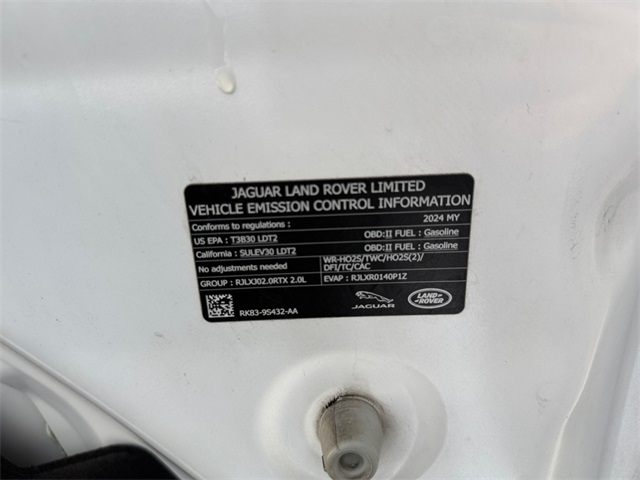 JAGUAR LAND ROVER LIMITED
VEHICLE EMISSION CONTROL INFORMATION
Conforms to regulations: 2024 MY
US EPA : T3B30 LDT2 OBD:II FUEL : Gasoline
California : SULEV30 LDT2 OBD:II FUEL : Gasoline
No adjustments needed WR-HO2S/TWC/HO2S(2)/
DFI/TC/CAC
GROUP : RJLXJ02.0RTX 2.0L EVAP : RJLXR0140P1Z
RK83-9S432-AA JAGUAR LAND-ROVER